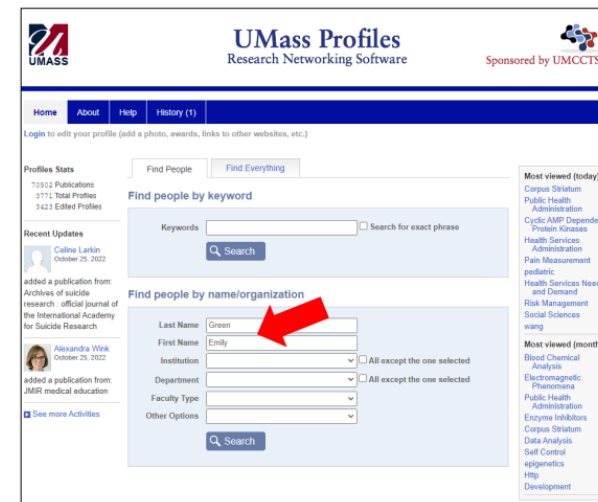 UMASS
UMass Profiles
Research Networking Software
Sponsored by UMCCTS
Home About Help History (1)
Login to edit your profile (add a photo, awards, links to other websites, etc.)
Profiles Stats
70802 Publications
3771 Total Profiles
3423 Edited Profiles
Recent Updates
Celine Larkin
October 25, 2022
added a publication from:
Archives of suicide
research : official journal of
the International Academy
for Suicide Research
Alexandra Wink
October 25, 2022
added a publication from:
JMIR medical education
See more Activities
Find People Find Everything
Find people by keyword
Keywords
Search for exact phrase
Search
Find people by name/organization
Last Name Green
First Name Emily
Institution All except the one selected
Department All except the one selected
Faculty Type
Other Options
Search
Most viewed (today)
Corpus Striatum
Public Health
Administration
Cyclic AMP Depende
Protein Kinases
Health Services
Administration
Pain Measurement
pediatric
Health Services Need
and Demand
Risk Management
Social Sciences
wang
Most viewed (month
Blood Chemical
Analysis
Electromagnetic
Phenomena
Public Health
Administration
Enzyme Inhibitors
Corpus Striatum
Data Analysis
Self Control
epigenetics
Http
Development